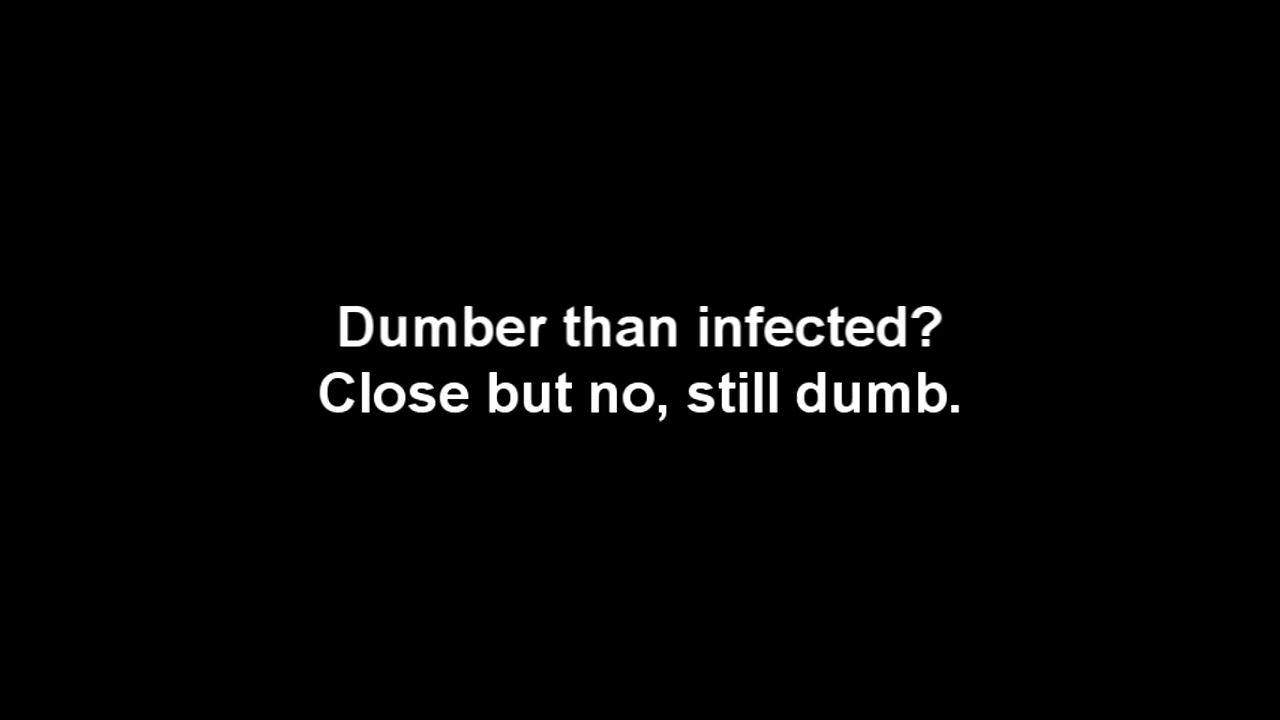 Dumber than infected?
Close but no, still dumb.